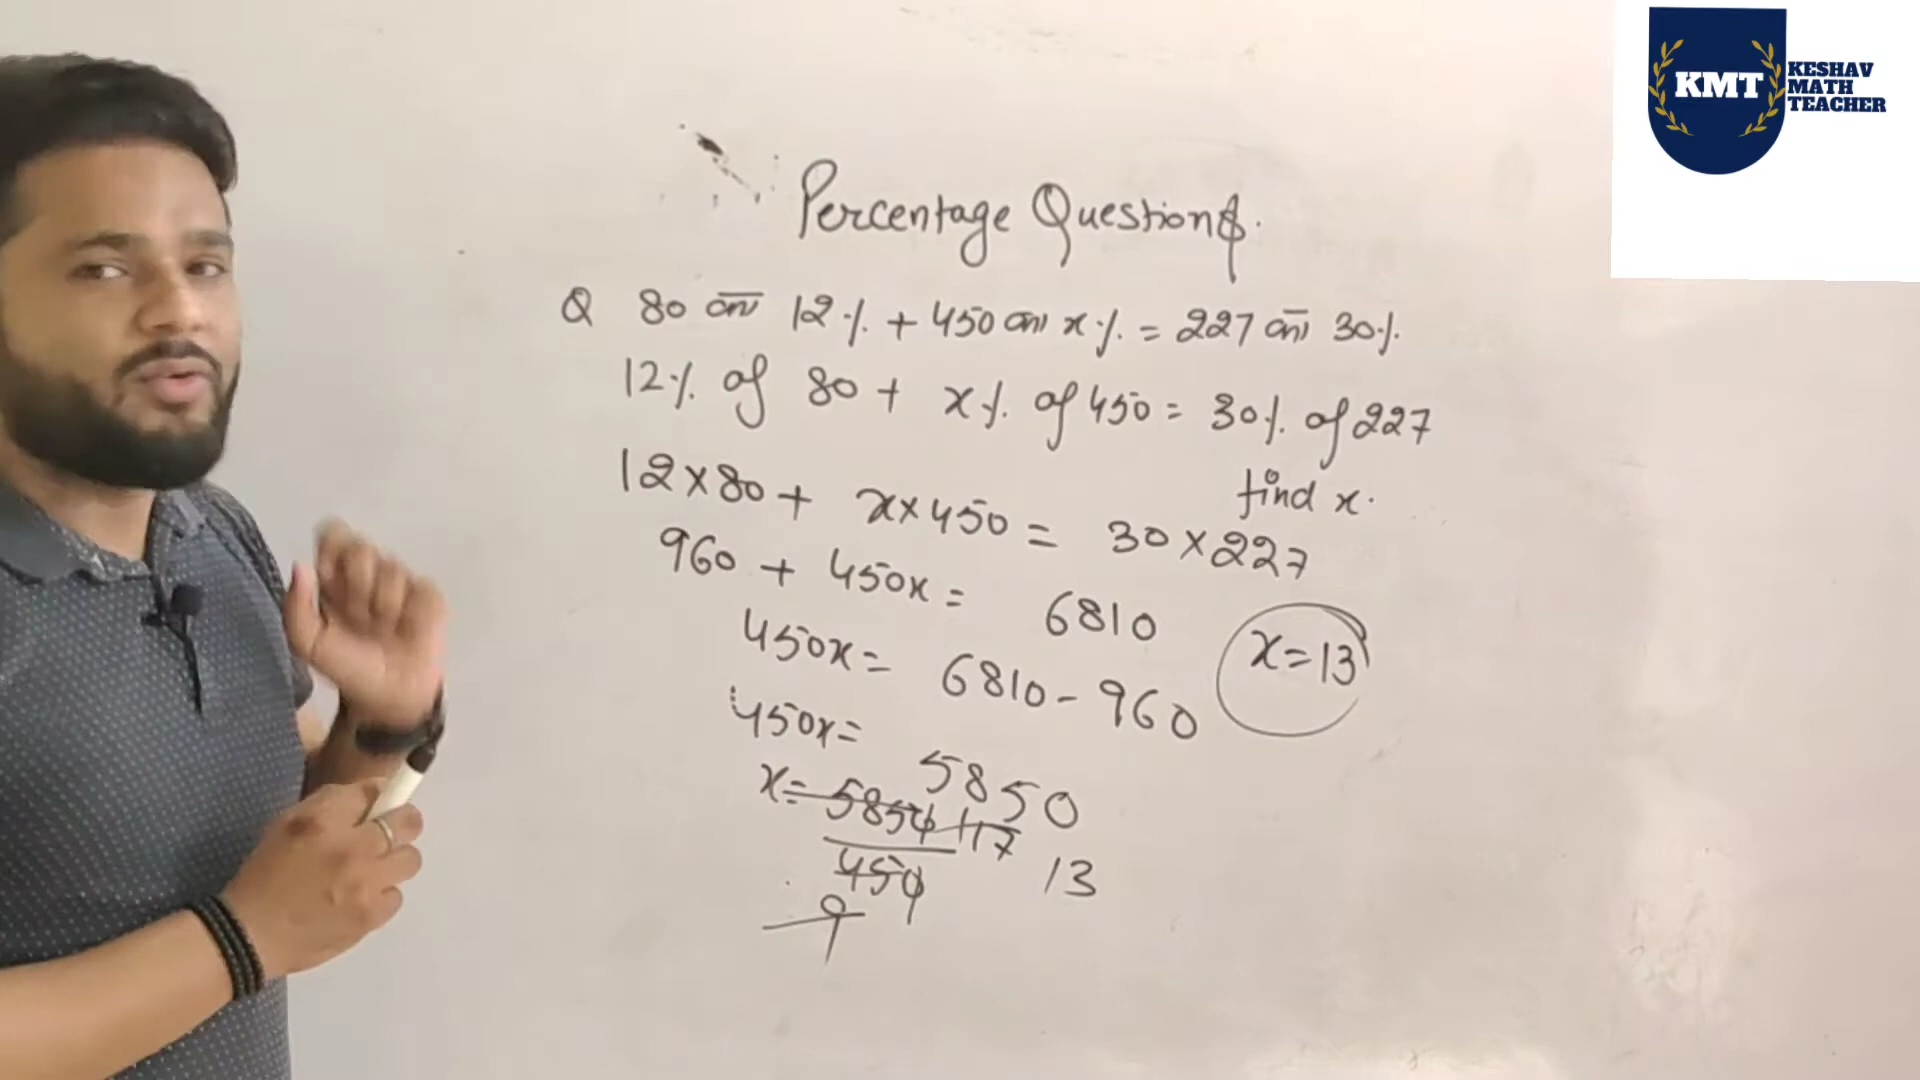 KMT
KESHAV
MATH
TEACHER
Percentage Questions.
Q 80 का 12% + 450 का x% = 227 का 30%
12% of 80 + x% of 450 = 30% of 227
find x.
12×80 + x×450 = 30×227
960 + 450x = 6810
x=13
450x = 6810 - 960
450x = 5850
x = 5850 117 13
450
9